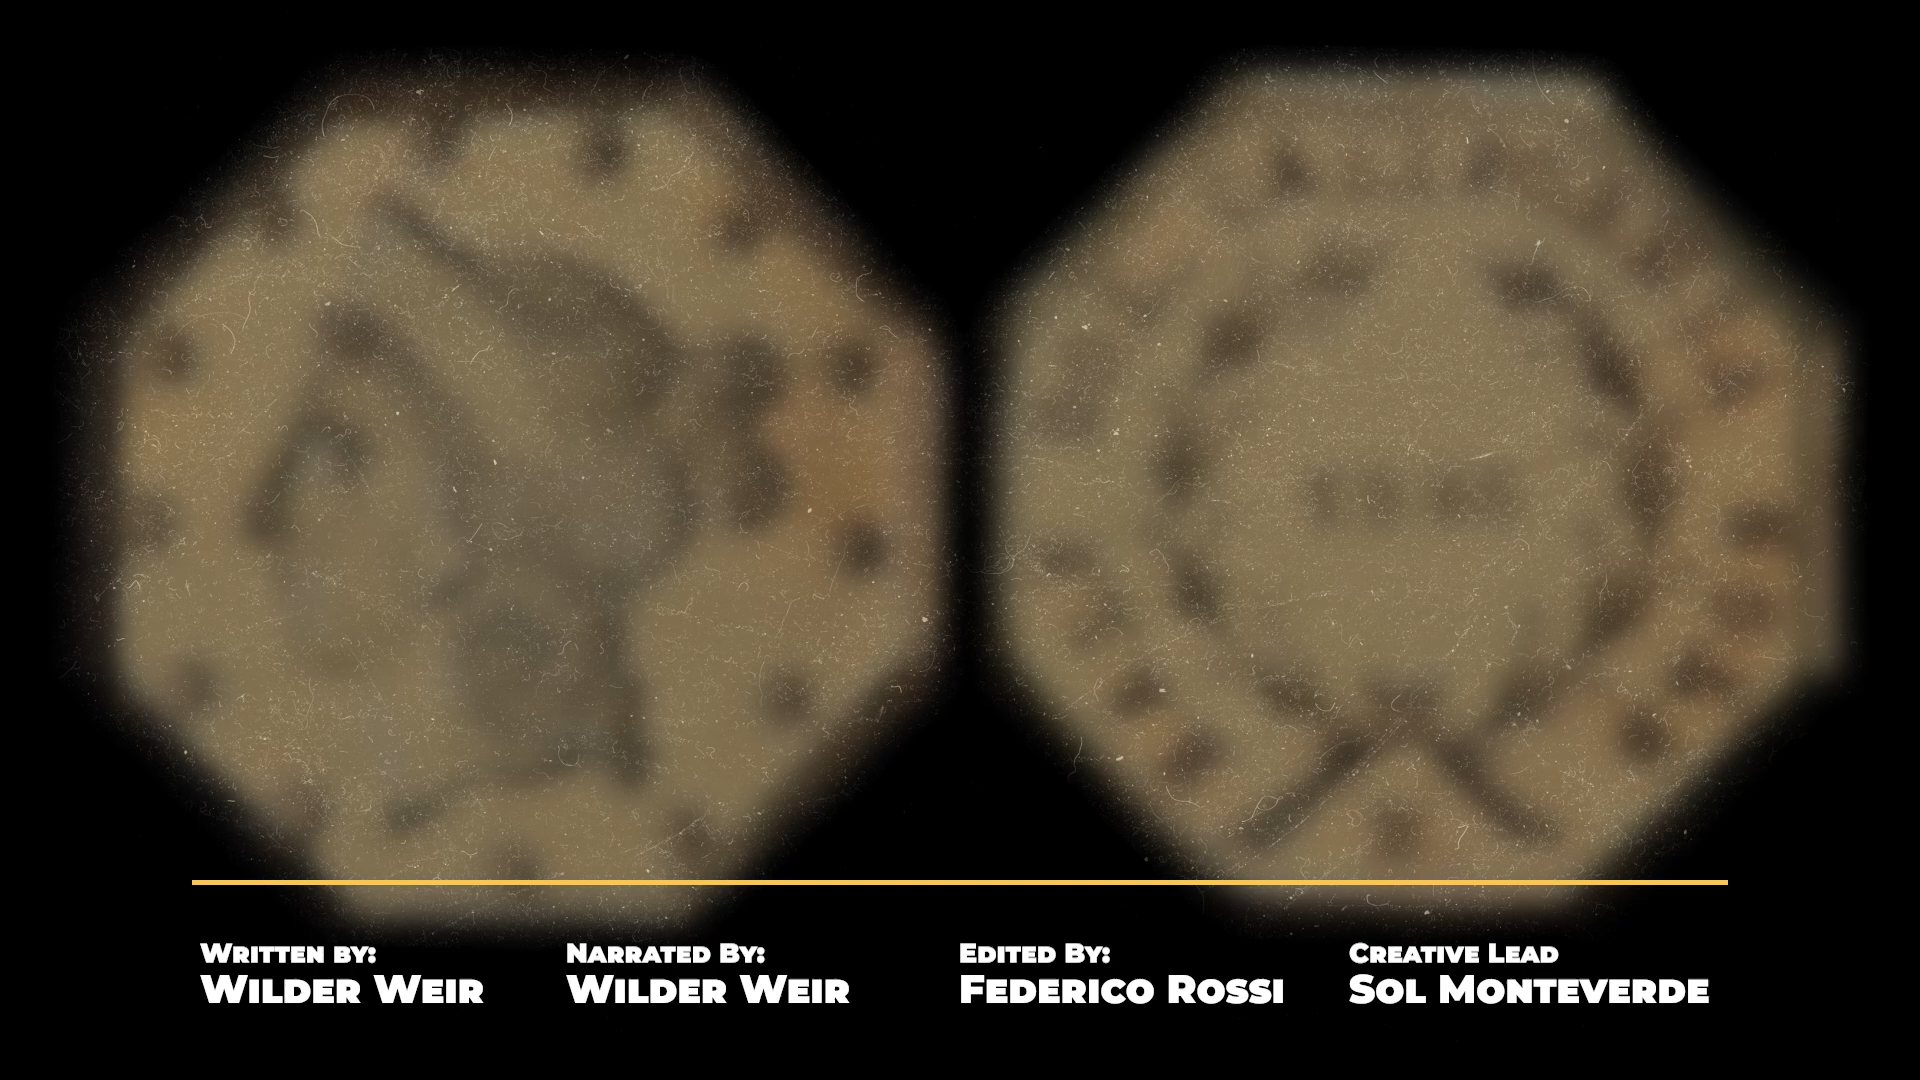 Written by:
Wilder Weir
Narrated By:
Wilder Weir
Edited By:
Federico Rossi
Creative Lead
Sol Monteverde